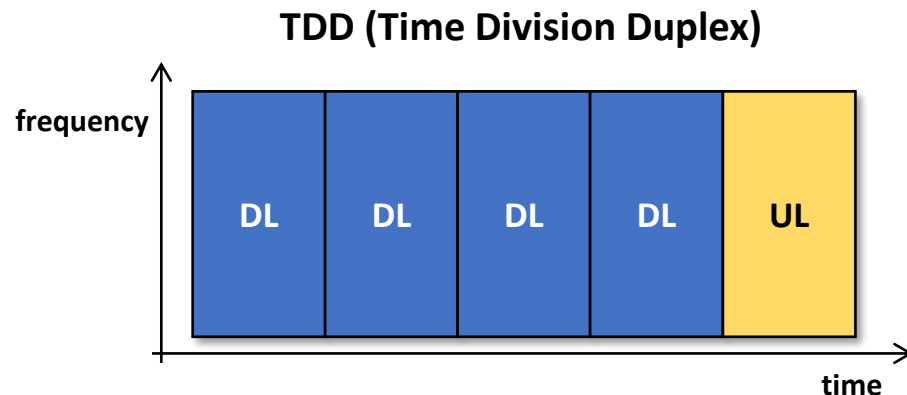 TDD (Time Division Duplex)
frequency
DL DL DL DL UL
time